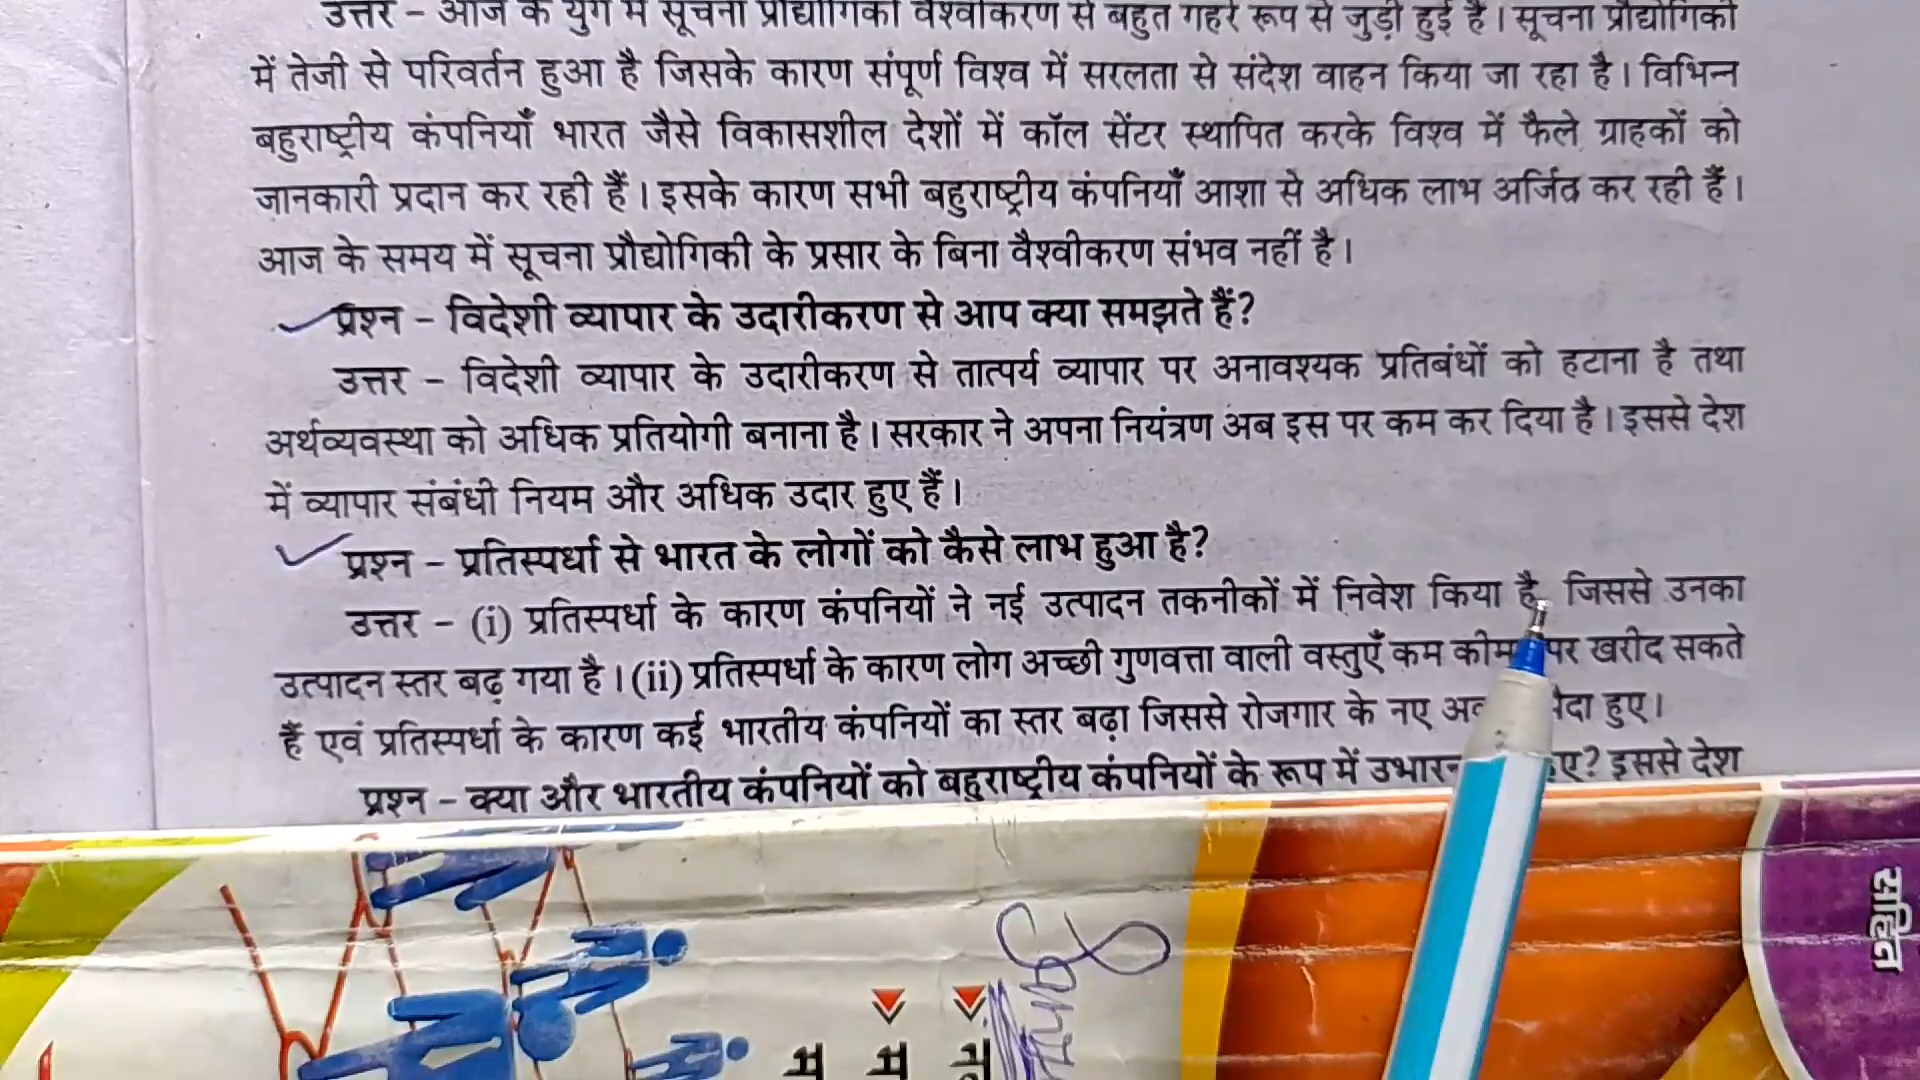 उत्तर – आज के युग में सूचना प्रौद्योगिकी वैश्वीकरण से बहुत गहरे रूप से जुड़ी हुई है। सूचना प्रौद्योगिकी
में तेजी से परिवर्तन हुआ है जिसके कारण संपूर्ण विश्व में सरलता से संदेश वाहन किया जा रहा है। विभिन्न
बहुराष्ट्रीय कंपनियाँ भारत जैसे विकासशील देशों में कॉल सेंटर स्थापित करके विश्व में फैले ग्राहकों को
जानकारी प्रदान कर रही हैं। इसके कारण सभी बहुराष्ट्रीय कंपनियाँ आशा से अधिक लाभ अर्जित कर रही हैं।
आज के समय में सूचना प्रौद्योगिकी के प्रसार के बिना वैश्वीकरण संभव नहीं है।
प्रश्न – विदेशी व्यापार के उदारीकरण से आप क्या समझते हैं?
उत्तर – विदेशी व्यापार के उदारीकरण से तात्पर्य व्यापार पर अनावश्यक प्रतिबंधों को हटाना है तथा
अर्थव्यवस्था को अधिक प्रतियोगी बनाना है। सरकार ने अपना नियंत्रण अब इस पर कम कर दिया है। इससे देश
में व्यापार संबंधी नियम और अधिक उदार हुए हैं।
प्रश्न – प्रतिस्पर्धा से भारत के लोगों को कैसे लाभ हुआ है?
उत्तर – (i) प्रतिस्पर्धा के कारण कंपनियों ने नई उत्पादन तकनीकों में निवेश किया है जिससे उनका
उत्पादन स्तर बढ़ गया है। (ii) प्रतिस्पर्धा के कारण लोग अच्छी गुणवत्ता वाली वस्तुएँ कम पर खरीद सकते
हैं एवं प्रतिस्पर्धा के कारण कई भारतीय कंपनियों का स्तर बढ़ा जिससे रोजगार के नए हुए।
प्रश्न – क्या और भारतीय कंपनियों को बहुराष्ट्रीय कंपनियों के रूप में इससे देश
सहित